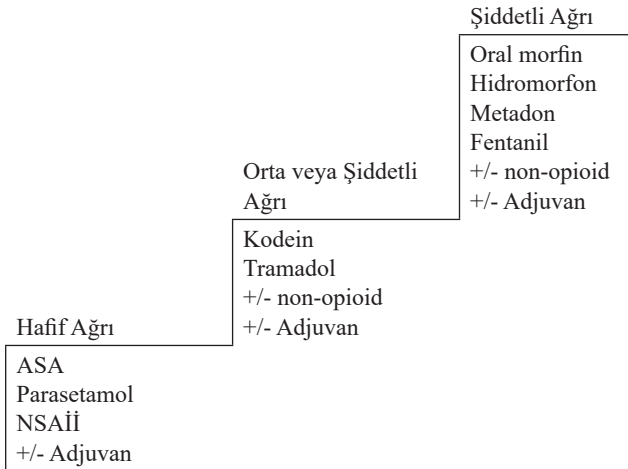 Şiddetli Ağrı
Oral morfin
Hidromorfon
Metadon
Fentanil
+/- non-opioid
+/- Adjuvan
Orta veya Şiddetli
Ağrı
Kodein
Tramadol
+/- non-opioid
+/- Adjuvan
Hafif Ağrı
ASA
Parasetamol
NSAİİ
+/- Adjuvan